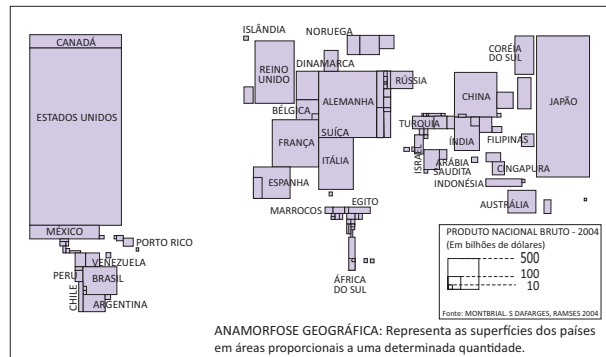 CANADÁ
ESTADOS UNIDOS
MÉXICO
PORTO RICO
VENEZUELA
PERU
BRASIL
CHILE
ARGENTINA
ISLÂNDIA
NORUEGA
REINO
UNIDO
DINAMARCA
ALEMANHA
RÚSSIA
BÉLGICA
FRANÇA
SUÍÇA
ITÁLIA
ESPANHA
MARROCOS
EGITO
ÁFRICA
DO SUL
TURQUIA
ISRAEL
ARÁBIA
SAUDITA
ÍNDIA
CHINA
CORÉIA
DO SUL
JAPÃO
FILIPINAS
CINGAPURA
INDONÉSIA
AUSTRÁLIA
PRODUTO NACIONAL BRUTO - 2004
(Em bilhões de dólares)
500
100
10
Fonte: MONTBRIAL. S DAFARGES, RAMSES 2004
ANAMORFOSE GEOGRÁFICA: Representa as superfícies dos países
em áreas proporcionais a uma determinada quantidade.